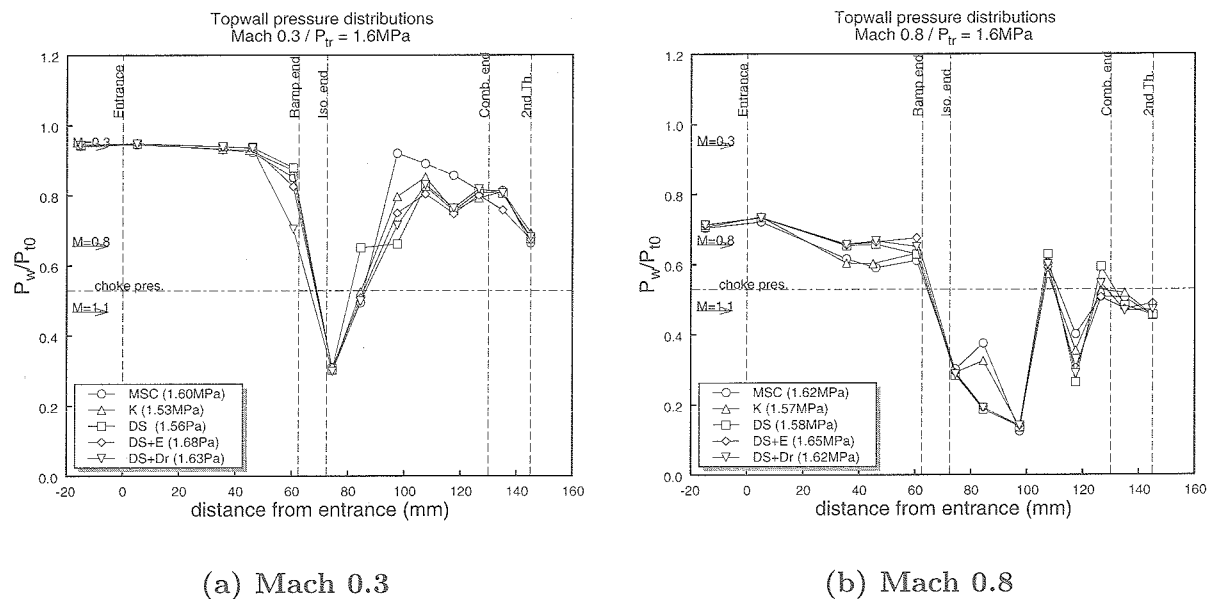 Topwall pressure distributions
Mach 0.3 / Ptr = 1.6MPa
1.2
1.0
0.8
0.6
0.4
0.2
0.0
Pw/Pt0
Entrance
Ramp end
Iso. end
Comb. end
2nd Th.
M=0.3
M=0.8
choke pres.
M=1.1
MSC (1.60MPa)
K (1.53MPa)
DS (1.56Pa)
DS+E (1.68Pa)
DS+Dr (1.63Pa)
-20 0 20 40 60 80 100 120 140 160
distance from entrance (mm)
(a) Mach 0.3
Topwall pressure distributions
Mach 0.8 / Ptr = 1.6MPa
1.2
1.0
0.8
0.6
0.4
0.2
0.0
Pw/Pt0
Entrance
Ramp end
Iso. end
Comb. end
2nd Th.
M=0.3
M=0.8
choke pres.
M=1.1
MSC (1.62MPa)
K (1.57MPa)
DS (1.58MPa)
DS+E (1.65MPa)
DS+Dr (1.62MPa)
-20 0 20 40 60 80 100 120 140 160
distance from entrance (mm)
(b) Mach 0.8